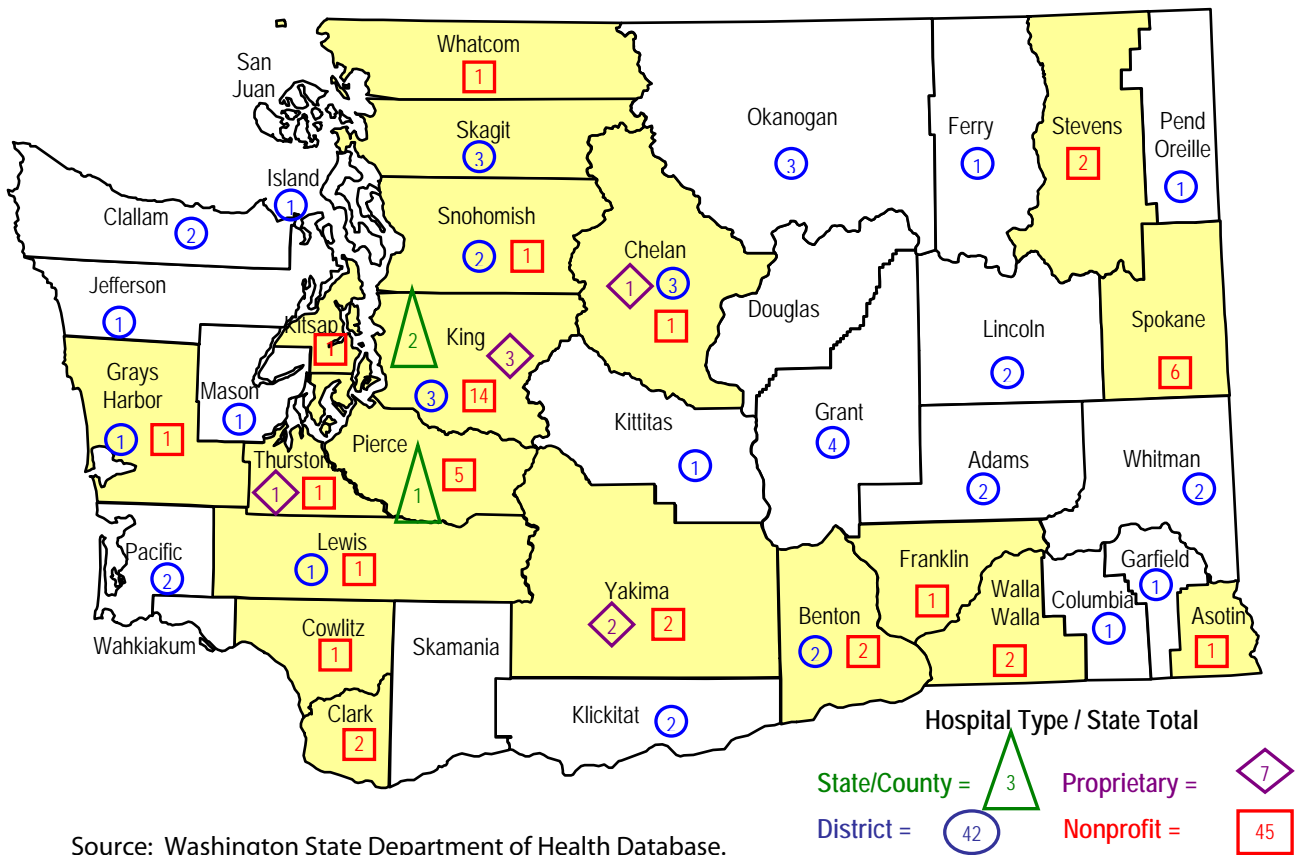 Whatcom
1
San
Juan
Skagit
3
Okanogan
3
Ferry
1
Stevens
2
Pend
Oreille
1
Island
1
Clallam
2
Snohomish
2
1
Chelan
1
3
1
Douglas
Jefferson
1
Kitsap
1
King
2
3
3
14
Lincoln
2
Spokane
6
Grays
Harbor
1
1
Mason
1
Kittitas
1
Grant
4
Adams
2
Whitman
2
Thurston
1
1
Pierce
1
5
Lewis
1
1
Pacific
2
Wahkiakum
Cowlitz
1
Skamania
Yakima
2
2
Benton
2
2
Franklin
1
Walla
Walla
2
Columbia
1
Garfield
1
Asotin
1
Clark
2
Klickitat
2
Hospital Type / State Total
State/County = 3 Proprietary = 7
District = 42 Nonprofit = 45
Source: Washington State Department of Health Database.